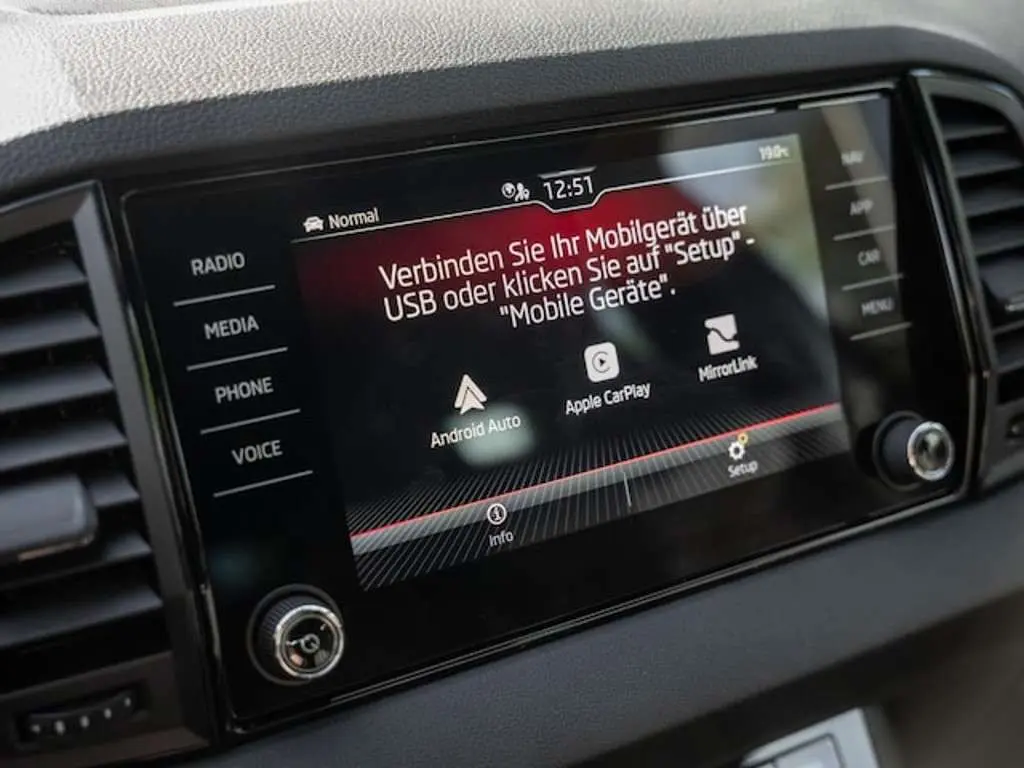 Normal
12:51
19.0°C
RADIO
MEDIA
PHONE
VOICE
Verbinden Sie Ihr Mobilgerät über
USB oder klicken Sie auf "Setup" -
"Mobile Geräte".
Android Auto
Apple CarPlay
MirrorLink
Info
Setup
NAV
APP
CAR
MENU